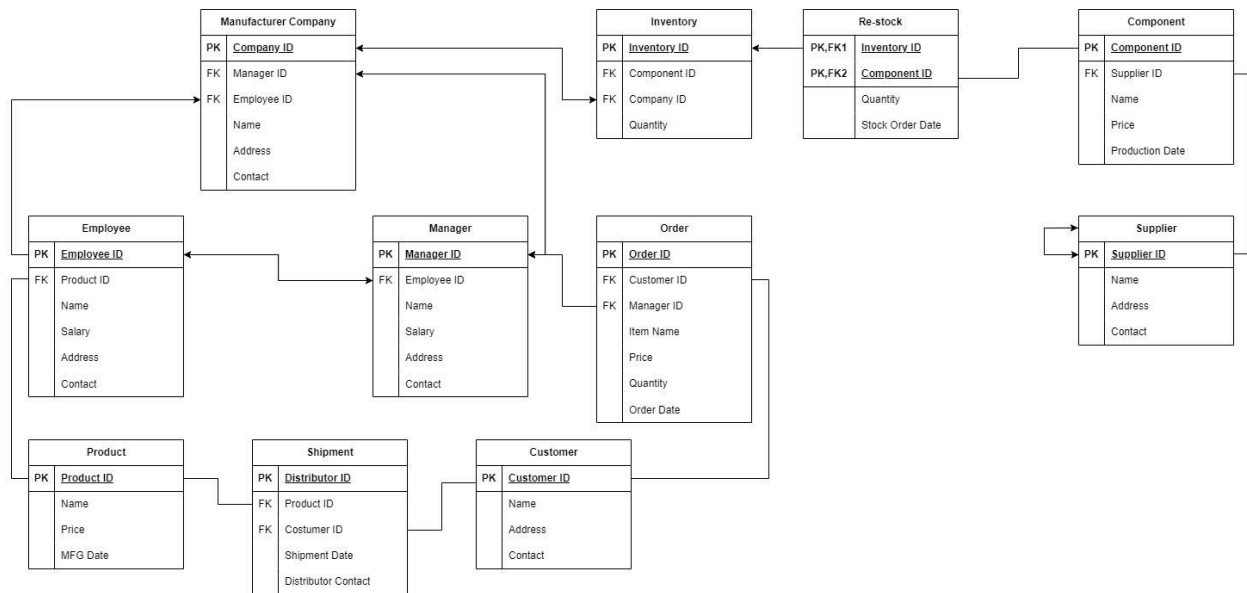 Manufacturer Company
PK Company ID
FK Manager ID
FK Employee ID
Name
Address
Contact
Inventory
PK Inventory ID
FK Component ID
FK Company ID
Quantity
Re-stock
PK,FK1 Inventory ID
PK,FK2 Component ID
Quantity
Stock Order Date
Component
PK Component ID
FK Supplier ID
Name
Price
Production Date
Employee
PK Employee ID
FK Product ID
Name
Salary
Address
Contact
Manager
PK Manager ID
FK Employee ID
Name
Salary
Address
Contact
Order
PK Order ID
FK Customer ID
FK Manager ID
Item Name
Price
Quantity
Order Date
Supplier
PK Supplier ID
Name
Address
Contact
Product
PK Product ID
Name
Price
MFG Date
Shipment
PK Distributor ID
FK Product ID
FK Costumer ID
Shipment Date
Distributor Contact
Customer
PK Customer ID
Name
Address
Contact